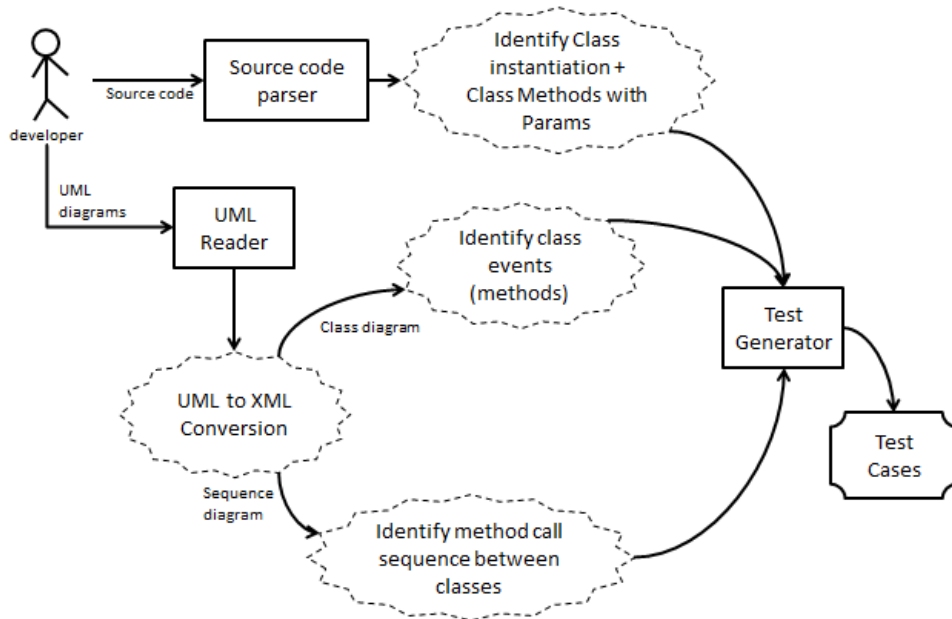 Identify Class
instantiation +
Class Methods with
Params
Source code
parser
Source code
developer
UML
diagrams
UML
Reader
Identify class
events
(methods)
Class diagram
Test
Generator
UML to XML
Conversion
Test
Cases
Sequence
diagram
Identify method call
sequence between
classes